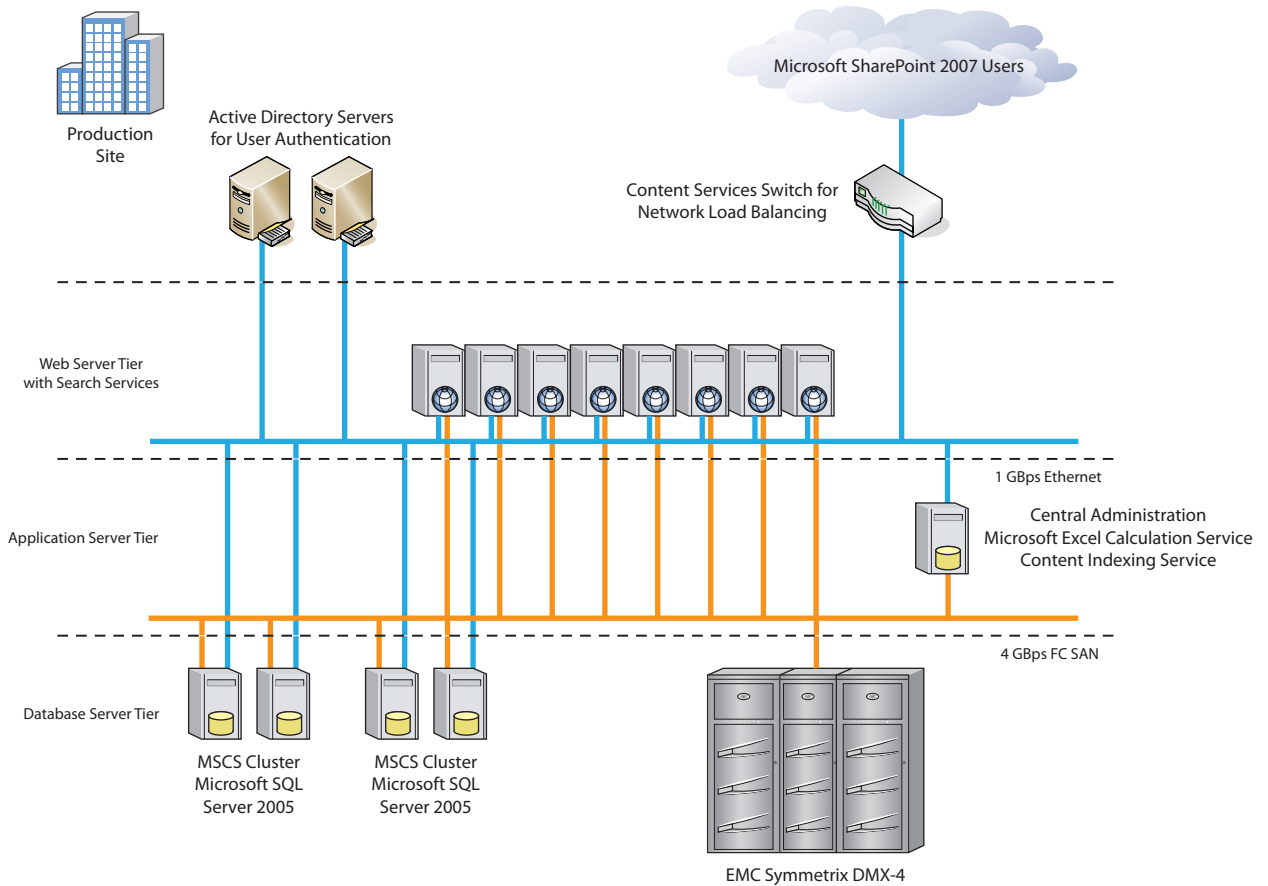 Microsoft SharePoint 2007 Users
Production
Site
Active Directory Servers
for User Authentication
Content Services Switch for
Network Load Balancing
Web Server Tier
with Search Services
1 GBps Ethernet
Application Server Tier
Central Administration
Microsoft Excel Calculation Service
Content Indexing Service
4 GBps FC SAN
Database Server Tier
MSCS Cluster
Microsoft SQL
Server 2005
MSCS Cluster
Microsoft SQL
Server 2005
EMC Symmetrix DMX-4